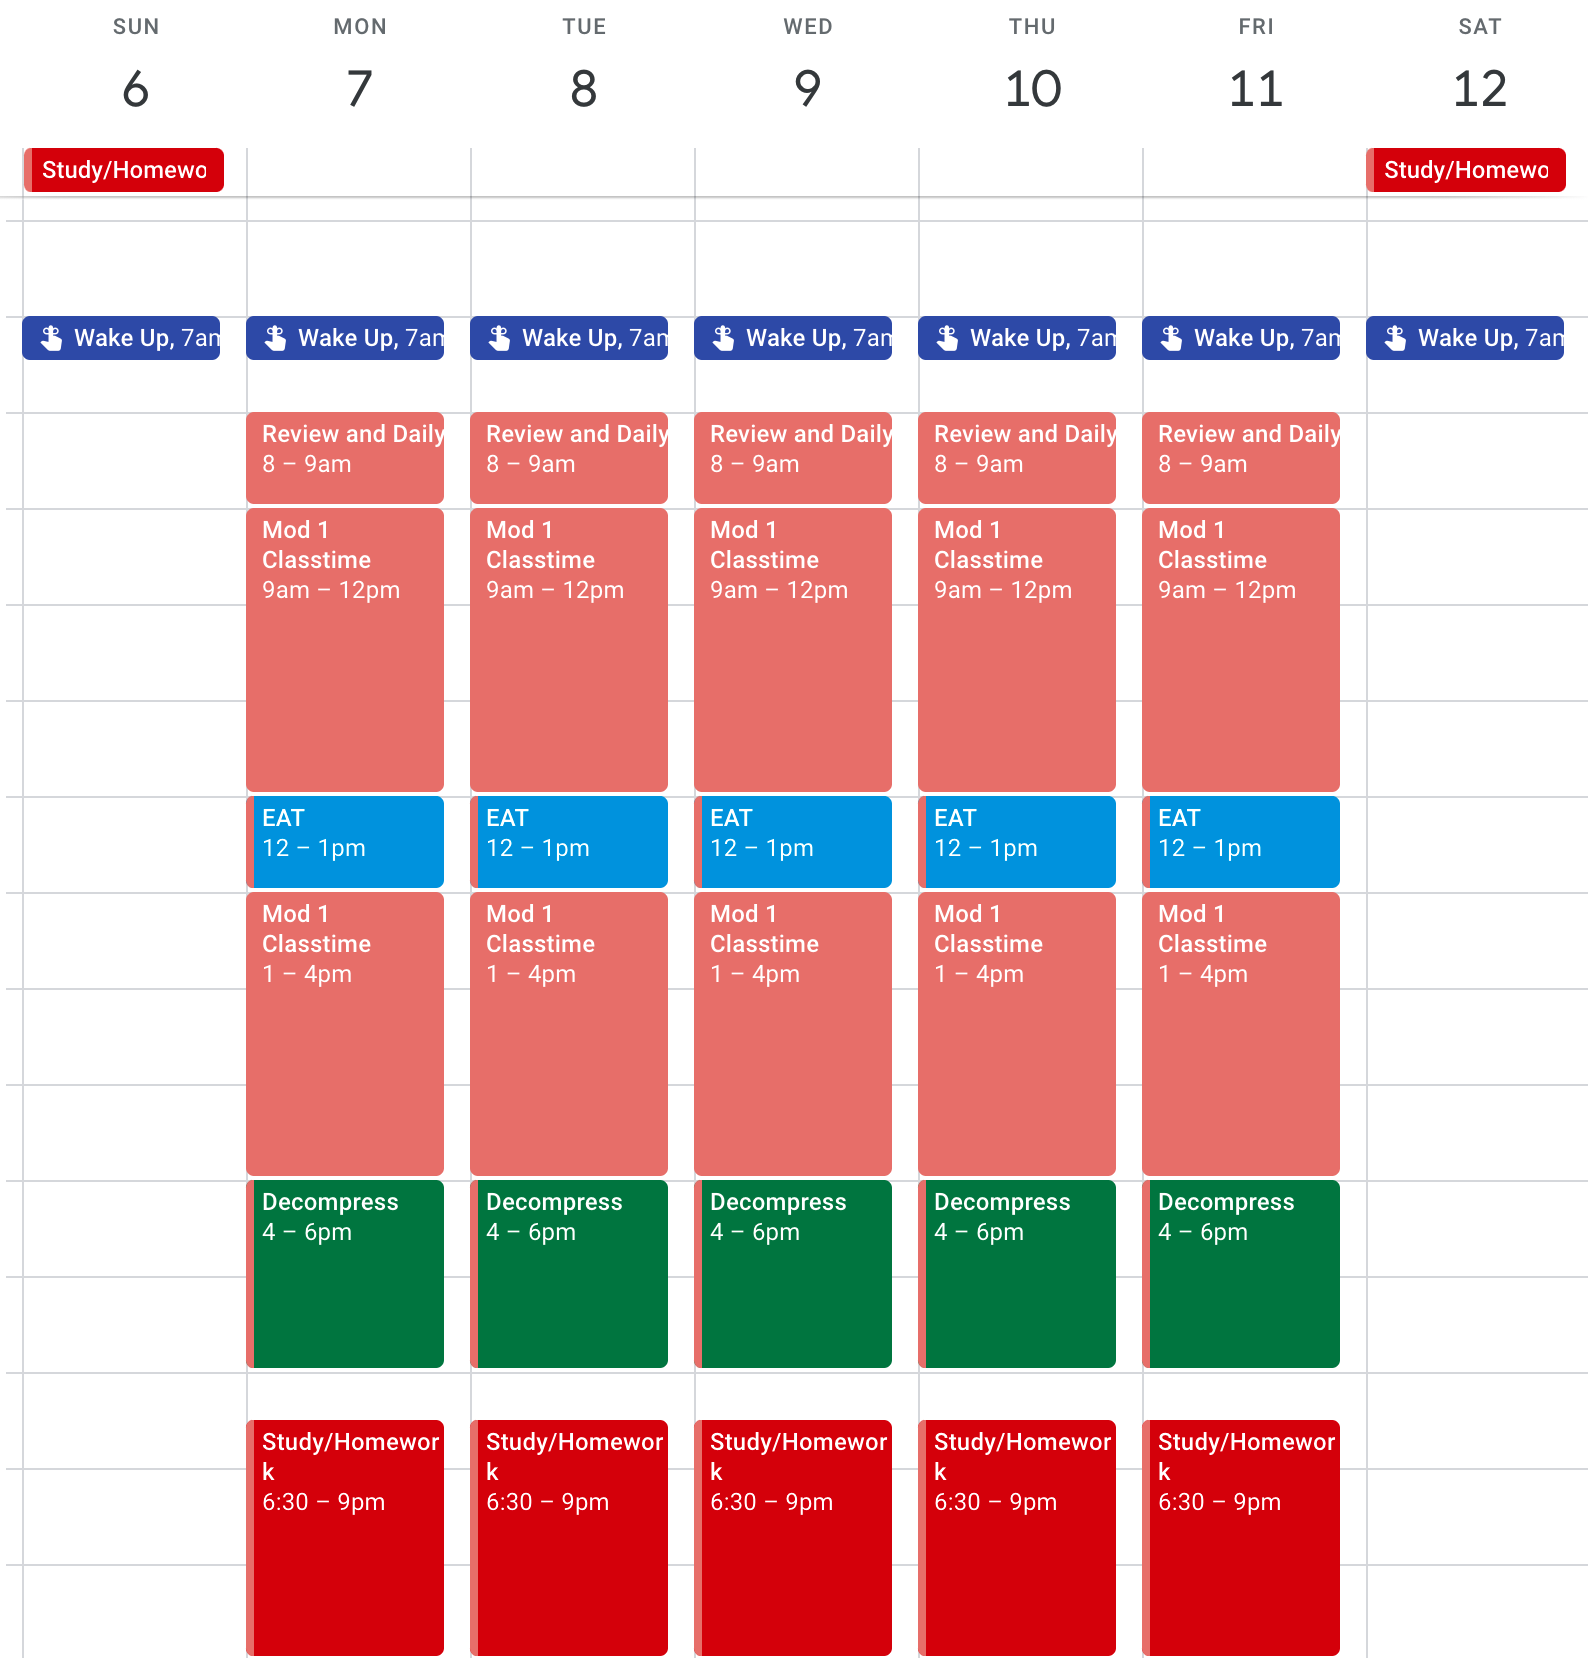 SUN MON TUE WED THU FRI SAT
6 7 8 9 10 11 12
Study/Homewo Study/Homewo
Wake Up, 7am Wake Up, 7am Wake Up, 7am Wake Up, 7am Wake Up, 7am Wake Up, 7am Wake Up, 7am
Review and Daily Review and Daily Review and Daily Review and Daily Review and Daily
8 – 9am 8 – 9am 8 – 9am 8 – 9am 8 – 9am
Mod 1 Mod 1 Mod 1 Mod 1 Mod 1
Classtime Classtime Classtime Classtime Classtime
9am – 12pm 9am – 12pm 9am – 12pm 9am – 12pm 9am – 12pm
EAT EAT EAT EAT EAT
12 – 1pm 12 – 1pm 12 – 1pm 12 – 1pm 12 – 1pm
Mod 1 Mod 1 Mod 1 Mod 1 Mod 1
Classtime Classtime Classtime Classtime Classtime
1 – 4pm 1 – 4pm 1 – 4pm 1 – 4pm 1 – 4pm
Decompress Decompress Decompress Decompress Decompress
4 – 6pm 4 – 6pm 4 – 6pm 4 – 6pm 4 – 6pm
Study/Homewor Study/Homewor Study/Homewor Study/Homewor Study/Homewor
k k k k k
6:30 – 9pm 6:30 – 9pm 6:30 – 9pm 6:30 – 9pm 6:30 – 9pm